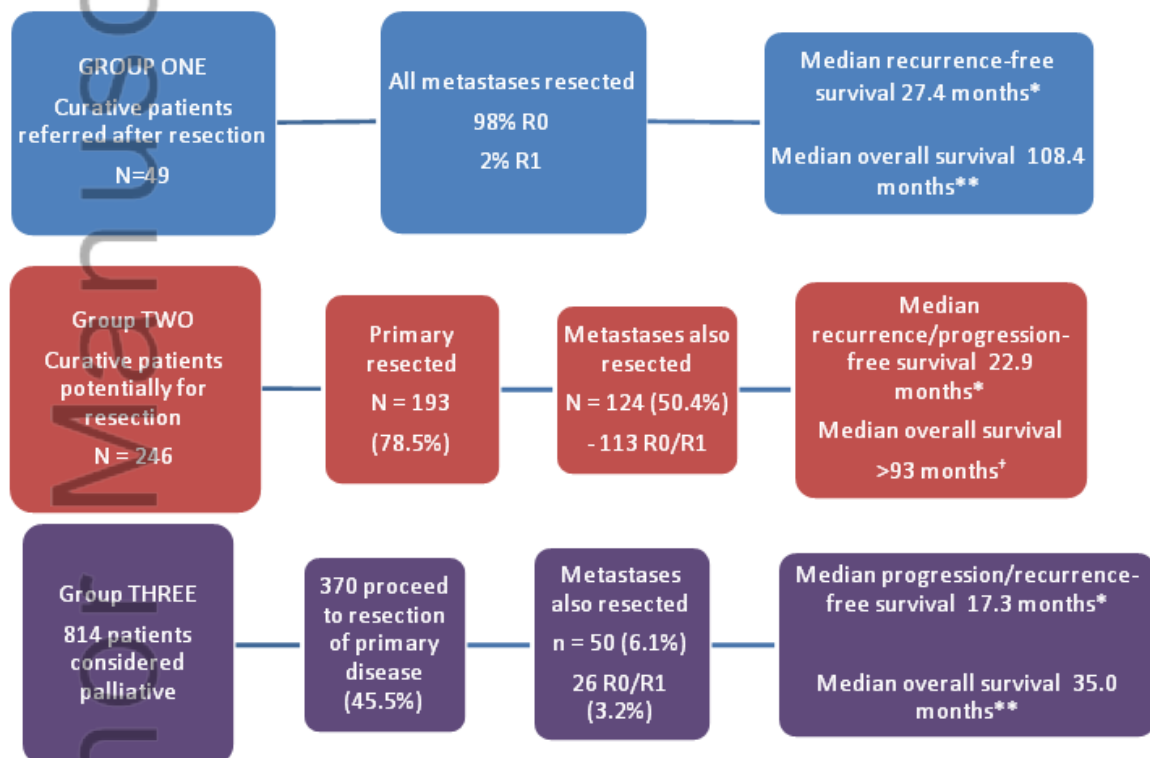 GROUP ONE
Curative patients
referred after resection
N=49
All metastases resected
98% R0
2% R1
Median recurrence-free
survival 27.4 months*
Median overall survival 108.4
months**
Group TWO
Curative patients
potentially for
resection
N = 246
Primary
resected
N = 193
(78.5%)
Metastases also
resected
N = 124 (50.4%)
- 113 R0/R1
Median
recurrence/progression-
free survival 22.9
months*
Median overall survival
>93 months†
Group THREE
814 patients
considered
palliative
370 proceed
to resection
of primary
disease
(45.5%)
Metastases
also resected
n = 50 (6.1%)
26 R0/R1
(3.2%)
Median progression/recurrence-
free survival 17.3 months*
Median overall survival 35.0
months**